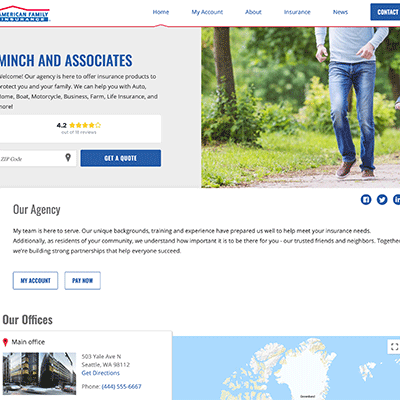 AMERICAN FAMILY
INSURANCE
Home My Account About Insurance News CONTACT
MINCH AND ASSOCIATES
Welcome! Our agency is here to offer insurance products to
protect you and your family. We can help you with Auto,
Home, Boat, Motorcycle, Business, Farm, Life Insurance, and
more!
4.2
out of 18 reviews
ZIP Code GET A QUOTE
Our Agency
My team is here to serve. Our unique backgrounds, training and experience have prepared us well to help meet your insurance needs.
Additionally, as residents of your community, we understand how important it is to be there for you - our trusted friends and neighbors. Together
we're building strong partnerships that help everyone succeed.
MY ACCOUNT PAY NOW
Our Offices
Main office
503 Yale Ave N
Seattle, WA 98112
Get Directions
Phone: (444) 555-6667